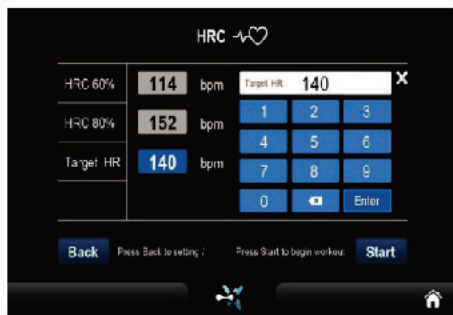 HRC
HRC 60% 114 bpm
Target HR 140 X
HRC 80% 152 bpm
1 2 3
4 5 6
Target HR 140 bpm
7 8 9
0 Enter
Back Press Back to setting Press Start to begin workout Start